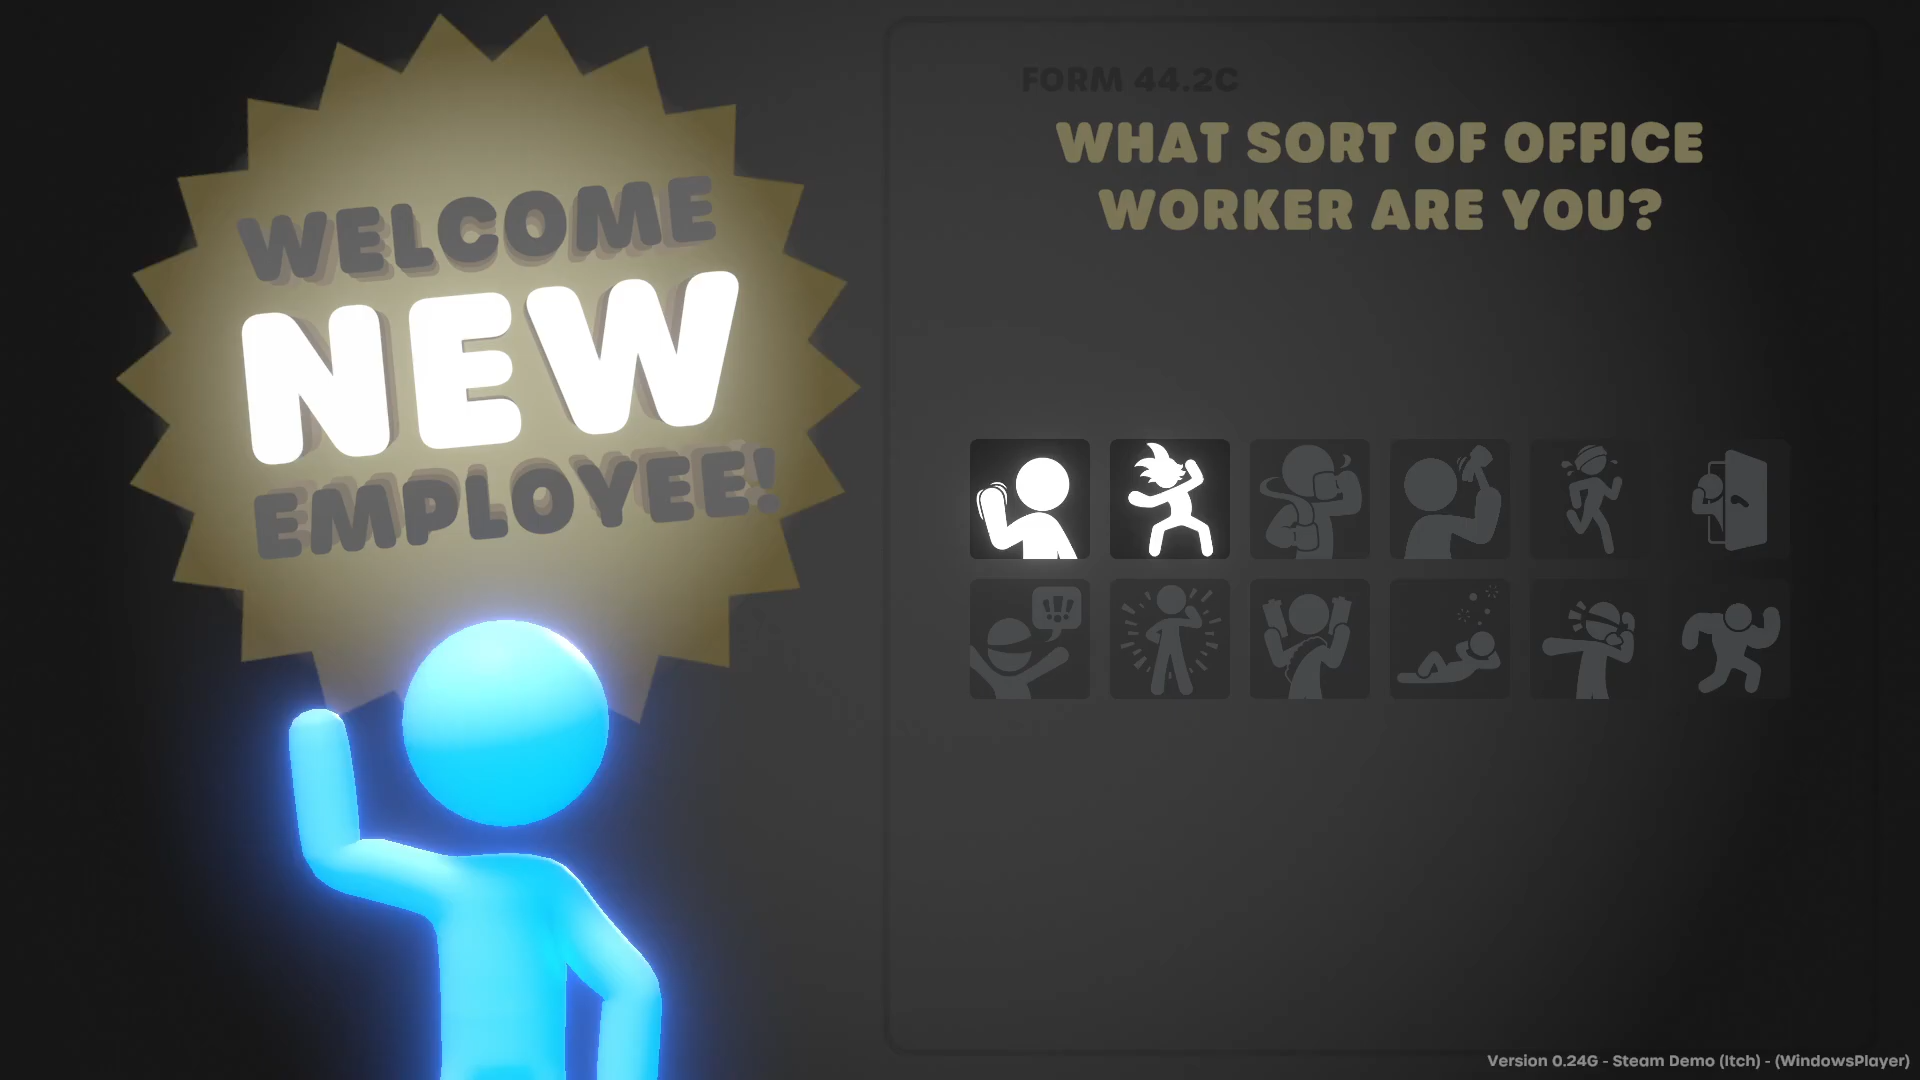 WELCOME
NEW
EMPLOYEE!
FORM 44.2C
WHAT SORT OF OFFICE
WORKER ARE YOU?
!!!
Version 0.24G - Steam Demo (Itch) - (WindowsPlayer)